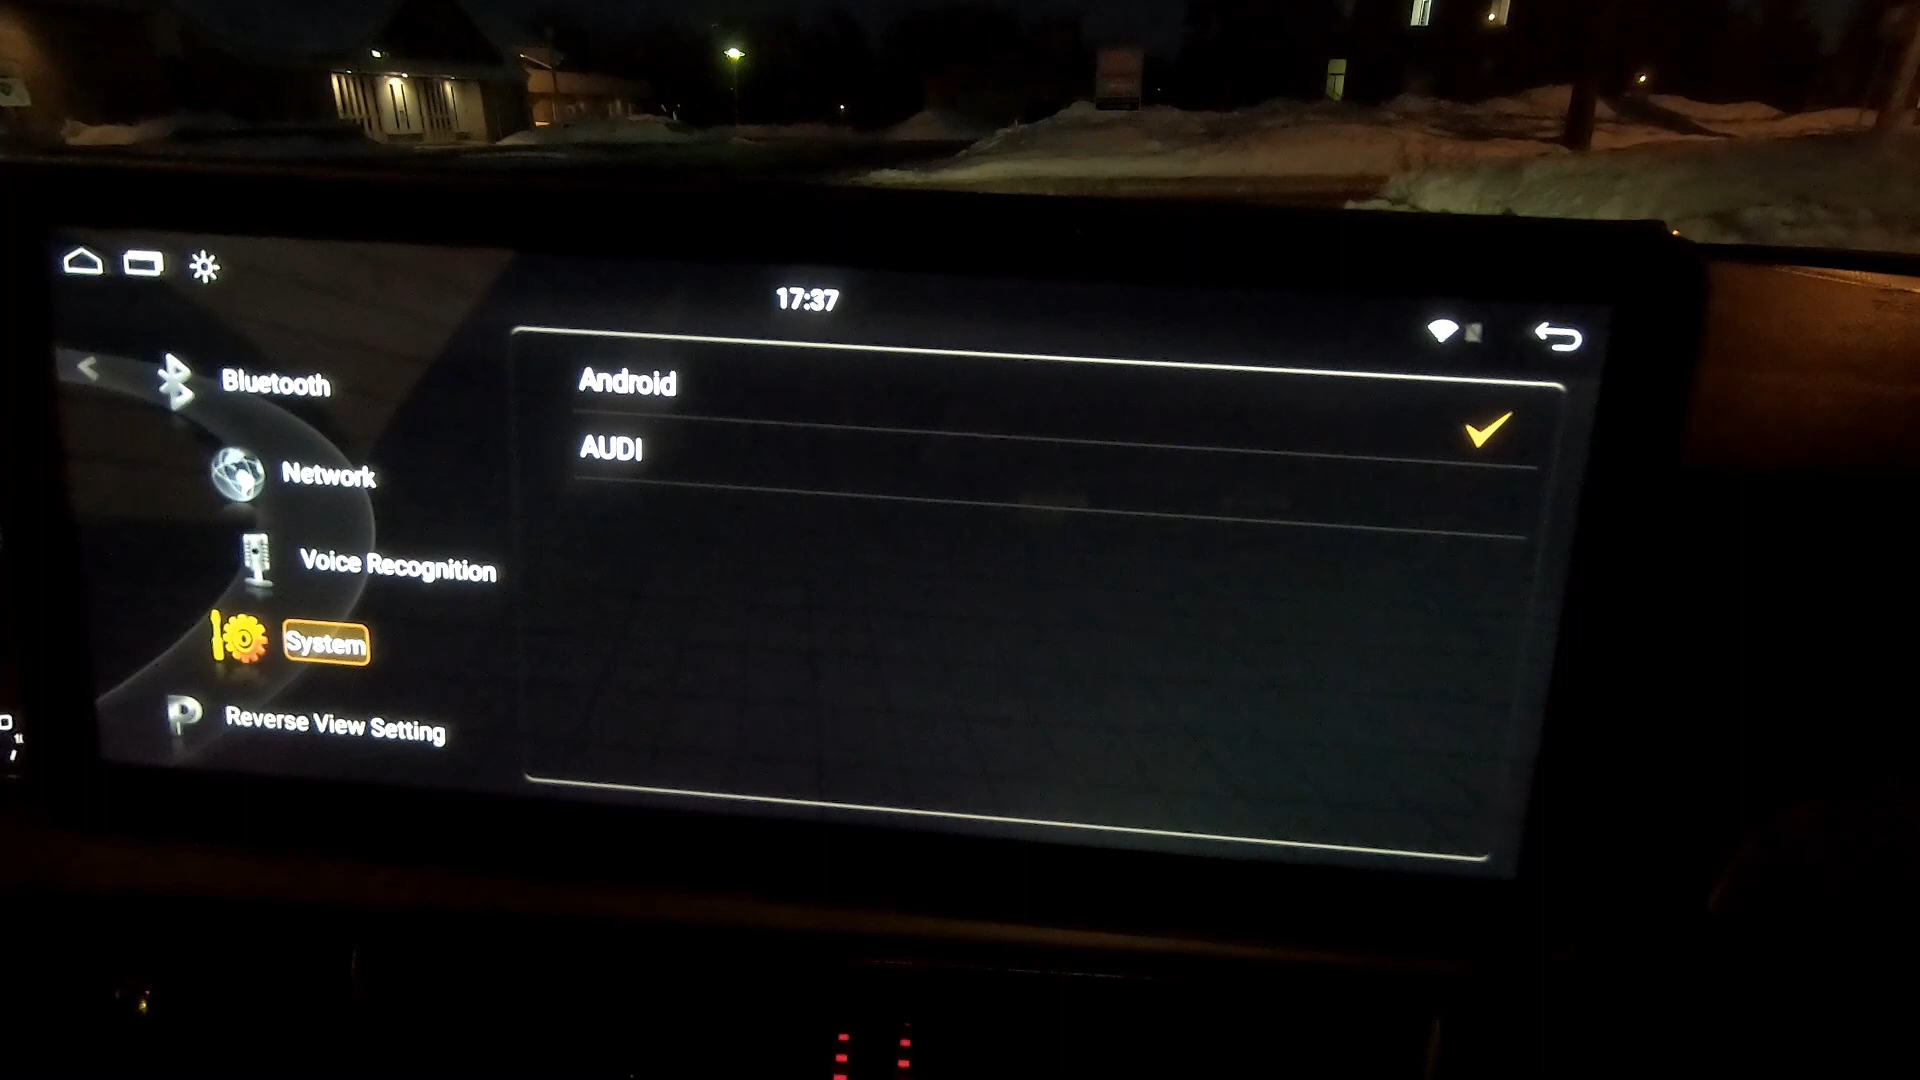 17:37
Bluetooth
Network
Voice Recognition
System
Reverse View Setting
Android
AUDI